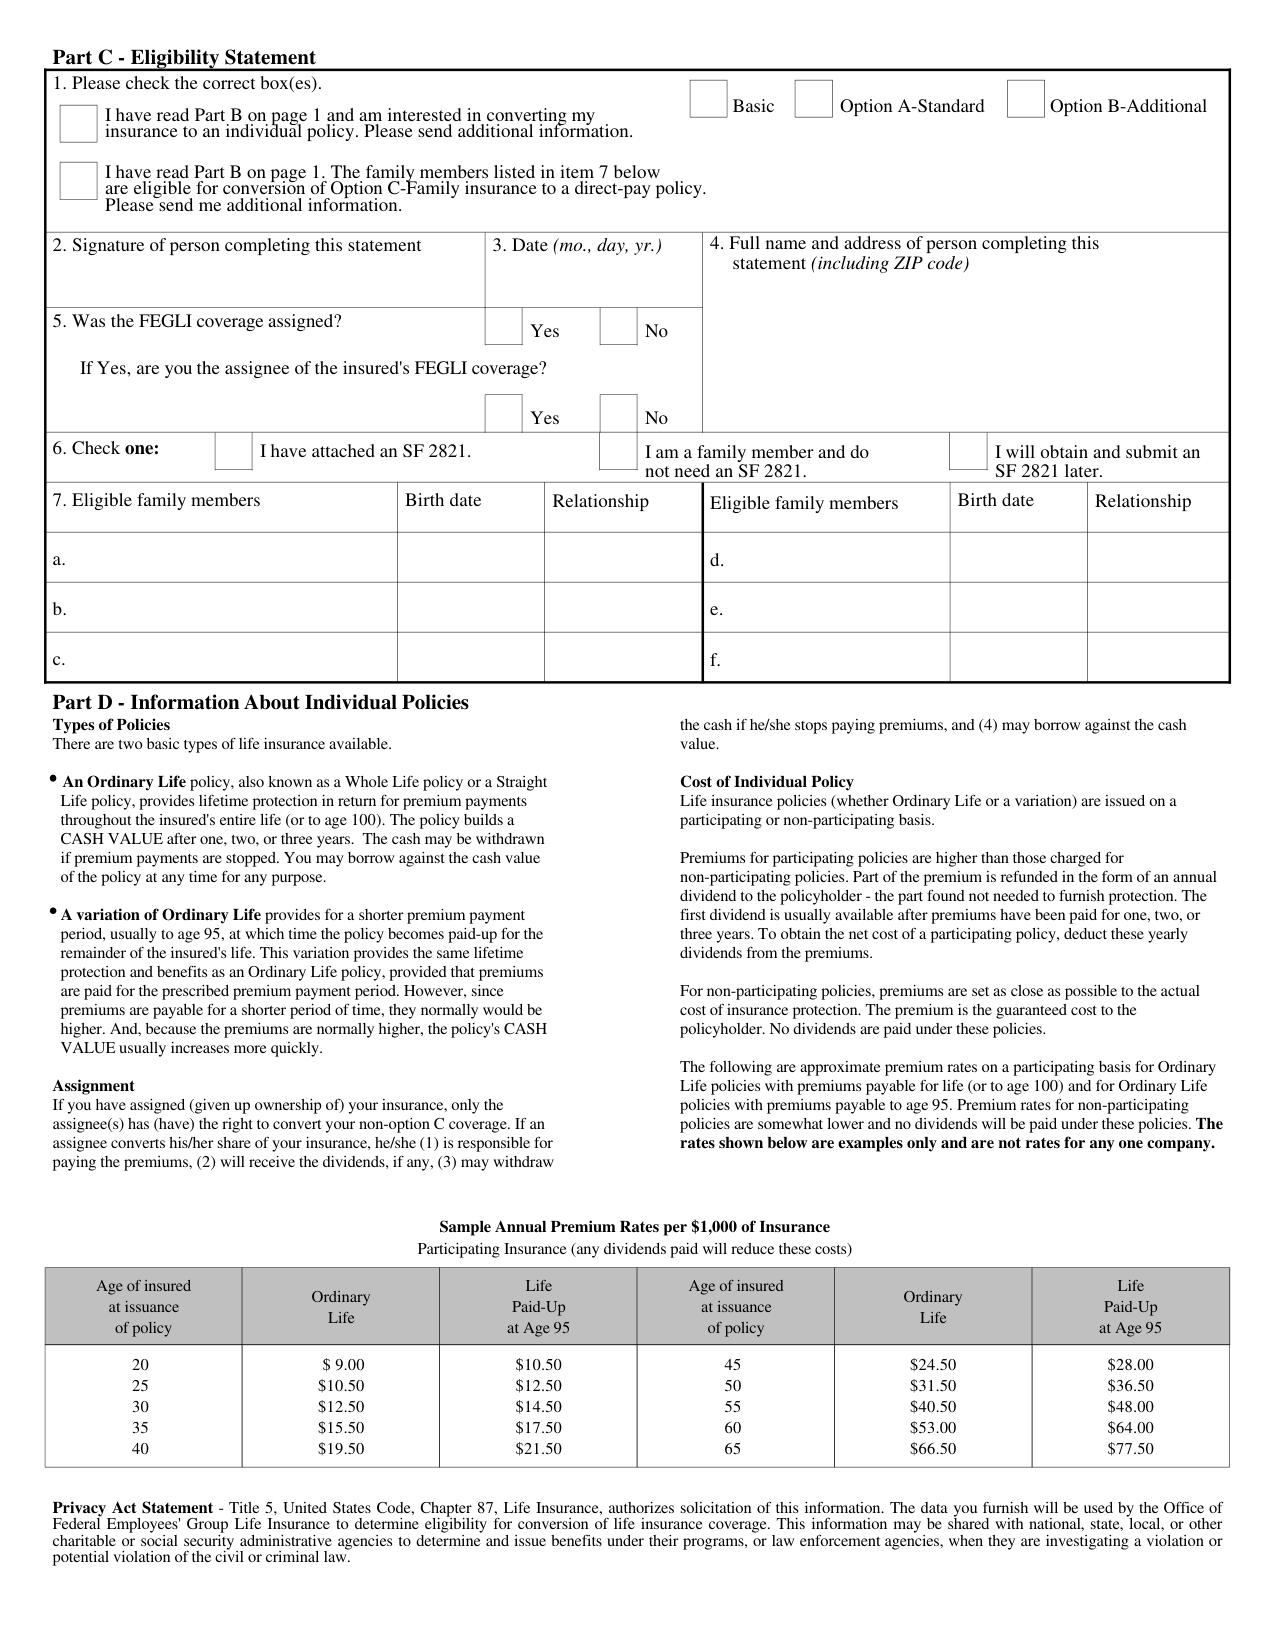 Part C - Eligibility Statement
1. Please check the correct box(es).
Basic
Option A-Standard
Option B-Additional
I have read Part B on page 1 and am interested in converting my
insurance to an individual policy. Please send additional information.
I have read Part B on page 1. The family members listed in item 7 below
are eligible for conversion of Option C-Family insurance to a direct-pay policy.
Please send me additional information.
2. Signature of person completing this statement
3. Date (mo., day, yr.)
4. Full name and address of person completing this
statement (including ZIP code)
5. Was the FEGLI coverage assigned?
Yes
No
If Yes, are you the assignee of the insured's FEGLI coverage?
Yes
No
6. Check one:
I have attached an SF 2821.
I am a family member and do
not need an SF 2821.
I will obtain and submit an
SF 2821 later.
7. Eligible family members
Birth date
Relationship
Eligible family members
Birth date
Relationship
a.
d.
b.
e.
c.
f.
Part D - Information About Individual Policies
Types of Policies
There are two basic types of life insurance available.
• An Ordinary Life policy, also known as a Whole Life policy or a Straight
Life policy, provides lifetime protection in return for premium payments
throughout the insured's entire life (or to age 100). The policy builds a
CASH VALUE after one, two, or three years. The cash may be withdrawn
if premium payments are stopped. You may borrow against the cash value
of the policy at any time for any purpose.
• A variation of Ordinary Life provides for a shorter premium payment
period, usually to age 95, at which time the policy becomes paid-up for the
remainder of the insured's life. This variation provides the same lifetime
protection and benefits as an Ordinary Life policy, provided that premiums
are paid for the prescribed premium payment period. However, since
premiums are payable for a shorter period of time, they normally would be
higher. And, because the premiums are normally higher, the policy's CASH
VALUE usually increases more quickly.
Assignment
If you have assigned (given up ownership of) your insurance, only the
assignee(s) has (have) the right to convert your non-option C coverage. If an
assignee converts his/her share of your insurance, he/she (1) is responsible for
paying the premiums, (2) will receive the dividends, if any, (3) may withdraw
the cash if he/she stops paying premiums, and (4) may borrow against the cash
value.
Cost of Individual Policy
Life insurance policies (whether Ordinary Life or a variation) are issued on a
participating or non-participating basis.
Premiums for participating policies are higher than those charged for
non-participating policies. Part of the premium is refunded in the form of an annual
dividend to the policyholder - the part found not needed to furnish protection. The
first dividend is usually available after premiums have been paid for one, two, or
three years. To obtain the net cost of a participating policy, deduct these yearly
dividends from the premiums.
For non-participating policies, premiums are set as close as possible to the actual
cost of insurance protection. The premium is the guaranteed cost to the
policyholder. No dividends are paid under these policies.
The following are approximate premium rates on a participating basis for Ordinary
Life policies with premiums payable for life (or to age 100) and for Ordinary Life
policies with premiums payable to age 95. Premium rates for non-participating
policies are somewhat lower and no dividends will be paid under these policies. The
rates shown below are examples only and are not rates for any one company.
Sample Annual Premium Rates per $1,000 of Insurance
Participating Insurance (any dividends paid will reduce these costs)
Age of insured
at issuance
of policy
Ordinary
Life
Life
Paid-Up
at Age 95
Age of insured
at issuance
of policy
Ordinary
Life
Life
Paid-Up
at Age 95
20 $ 9.00 $10.50 45 $24.50 $28.00
25 $10.50 $12.50 50 $31.50 $36.50
30 $12.50 $14.50 55 $40.50 $48.00
35 $15.50 $17.50 60 $53.00 $64.00
40 $19.50 $21.50 65 $66.50 $77.50
Privacy Act Statement - Title 5, United States Code, Chapter 87, Life Insurance, authorizes solicitation of this information. The data you furnish will be used by the Office of
Federal Employees' Group Life Insurance to determine eligibility for conversion of life insurance coverage. This information may be shared with national, state, local, or other
charitable or social security administrative agencies to determine and issue benefits under their programs, or law enforcement agencies, when they are investigating a violation or
potential violation of the civil or criminal law.